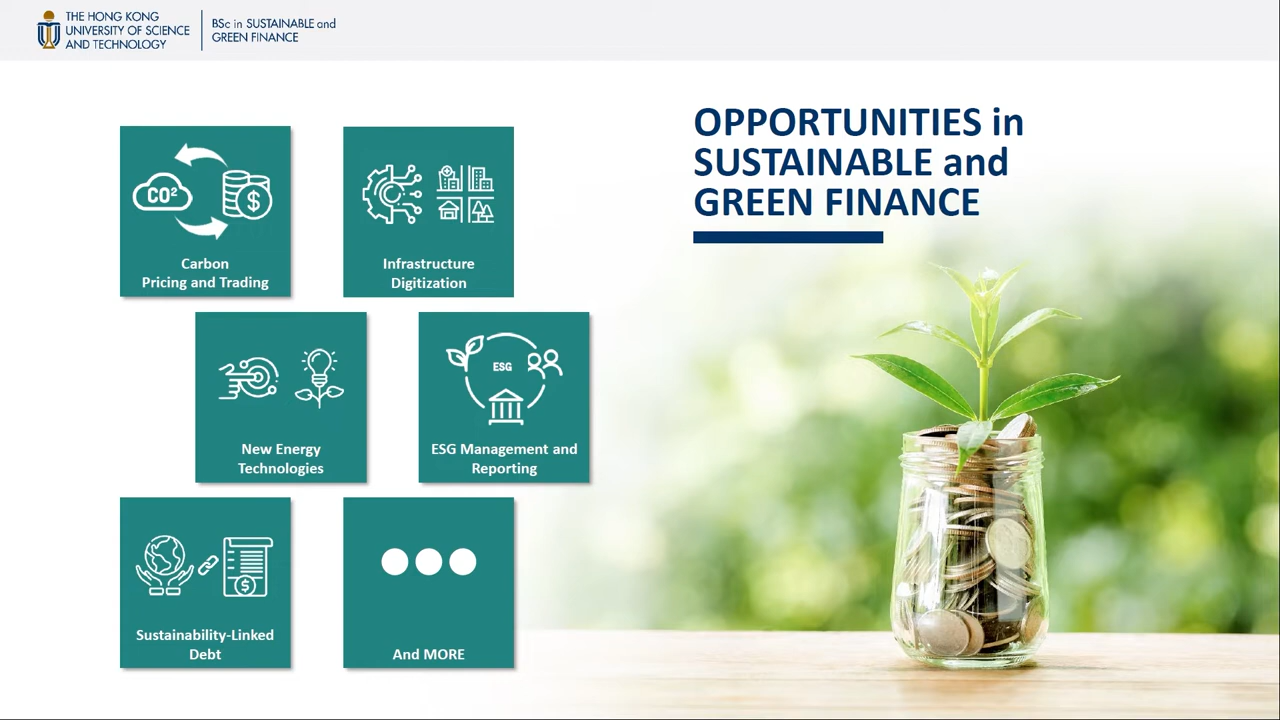 THE HONG KONG
UNIVERSITY OF SCIENCE
AND TECHNOLOGY
BSc in SUSTAINABLE and
GREEN FINANCE
OPPORTUNITIES in
SUSTAINABLE and
GREEN FINANCE
CO²
$
Carbon
Pricing and Trading
Infrastructure
Digitization
New Energy
Technologies
ESG
ESG Management and
Reporting
$
Sustainability-Linked
Debt
And MORE